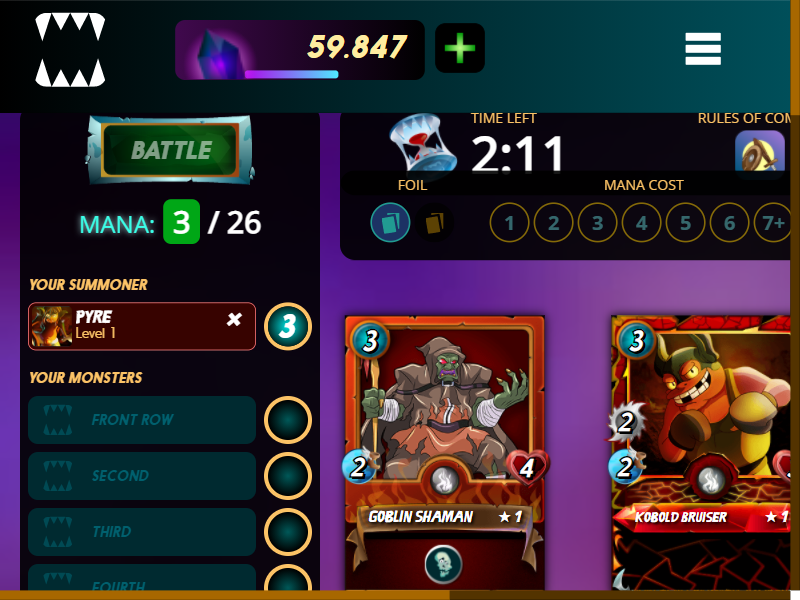 59.847
BATTLE
MANA: 3 / 26
YOUR SUMMONER
PYRE
Level 1
3
YOUR MONSTERS
FRONT ROW
SECOND
THIRD
FOURTH
TIME LEFT
2:11
RULES OF COM
FOIL
MANA COST
1 2 3 4 5 6 7+
3
2
4
GOBLIN SHAMAN ★ 1
3
2
2
KOBOLD BRUISER ★ 1